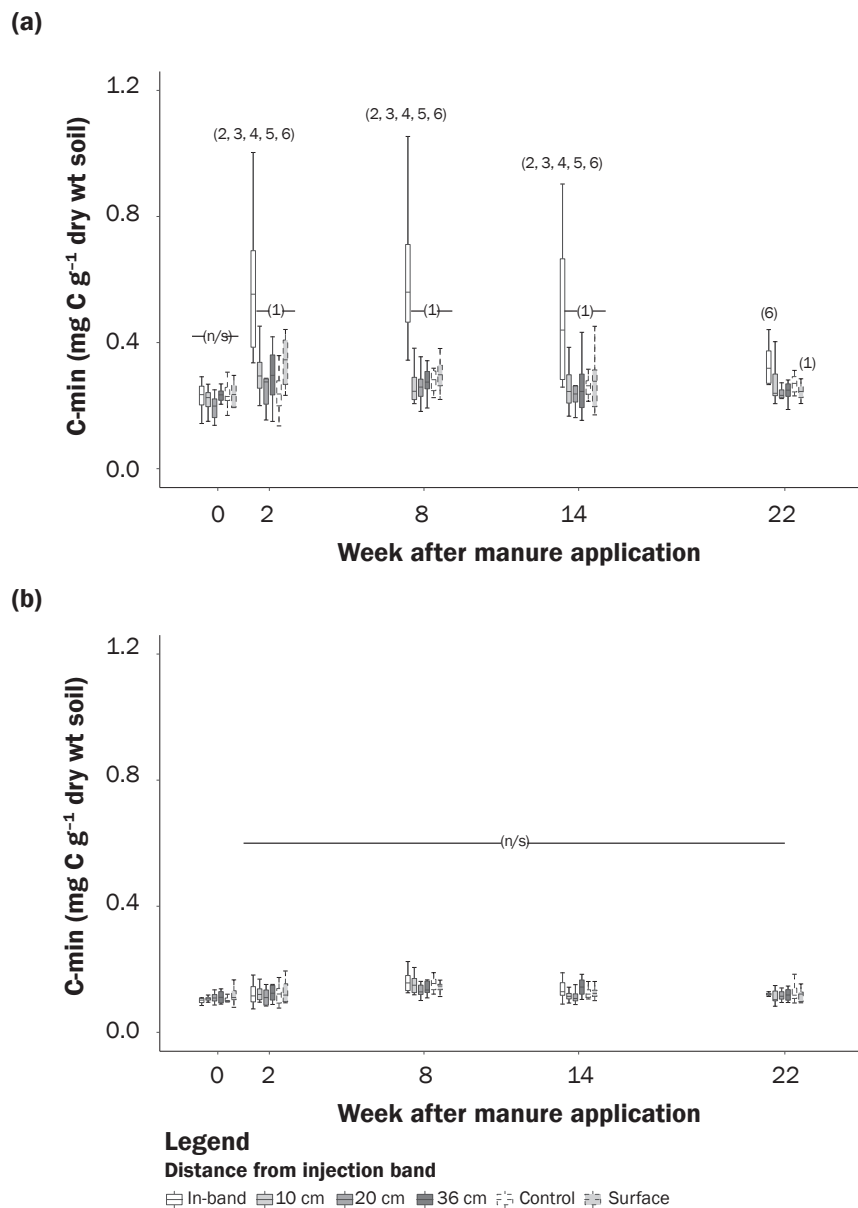 (a)
C-min (mg C g⁻¹ dry wt soil)
1.2
0.8
0.4
0.0
(2, 3, 4, 5, 6)
(2, 3, 4, 5, 6)
(2, 3, 4, 5, 6)
(n/s)
(1)
(1)
(1)
(6)
(1)
0 2 8 14 22
Week after manure application
(b)
C-min (mg C g⁻¹ dry wt soil)
1.2
0.8
0.4
0.0
(n/s)
0 2 8 14 22
Week after manure application
Legend
Distance from injection band
In-band 10 cm 20 cm 36 cm Control Surface